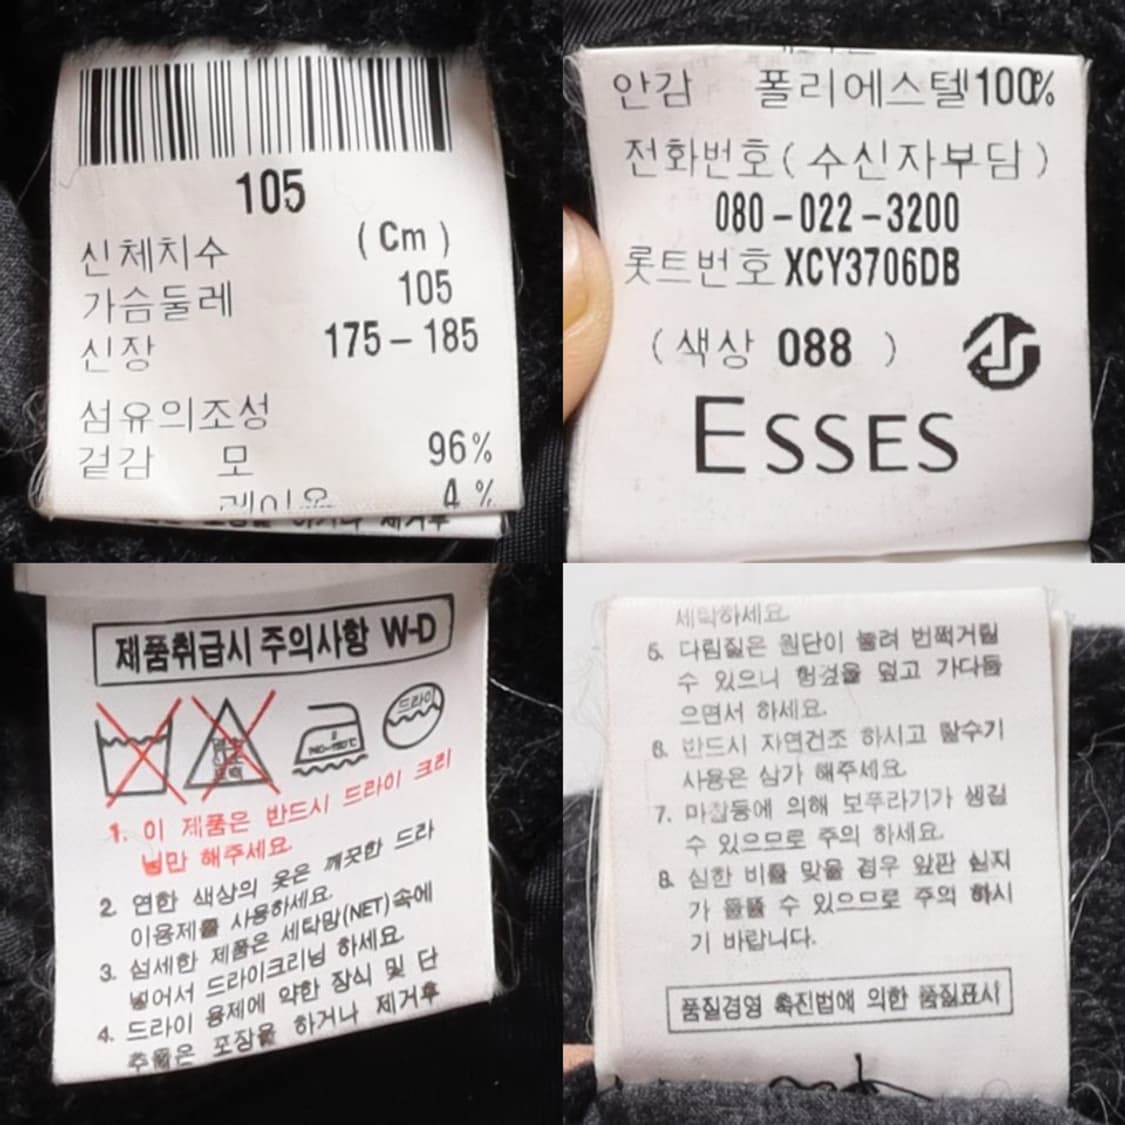 105
신체치수 (Cm)
가슴둘레 105
신장 175-185
섬유의조성
겉감 모 96%
레이온 4%
포장을 하거나 제거후
안감 폴리에스텔 100%
전화번호(수신자부담)
080-022-3200
롯트번호 XCY3706DB
(색상 088)
ESSES
제품취급시 주의사항 W-D
드라이
1. 이 제품은 반드시 드라이 크리
닝만 해주세요.
2. 연한 색상의 옷은 깨끗한 드라
이용제를 사용하세요.
3. 섬세한 제품은 세탁망(NET)속에
넣어서 드라이크리닝 하세요.
4. 드라이 용제에 약한 장식 및 단
추들은 포장을 하거나 제거후
세탁하세요.
5. 다림질은 원단이 눌려 번쩍거릴
수 있으니 헝겊을 덮고 가다듬
으면서 하세요.
6. 반드시 자연건조 하시고 탈수기
사용은 삼가 해주세요.
7. 마찰등에 의해 보푸라기가 생길
수 있으므로 주의 하세요.
8. 심한 비를 맞을 경우 앞판 심지
가 들뜰 수 있으므로 주의 하시
기 바랍니다.
품질경영 촉진법에 의한 품질표시